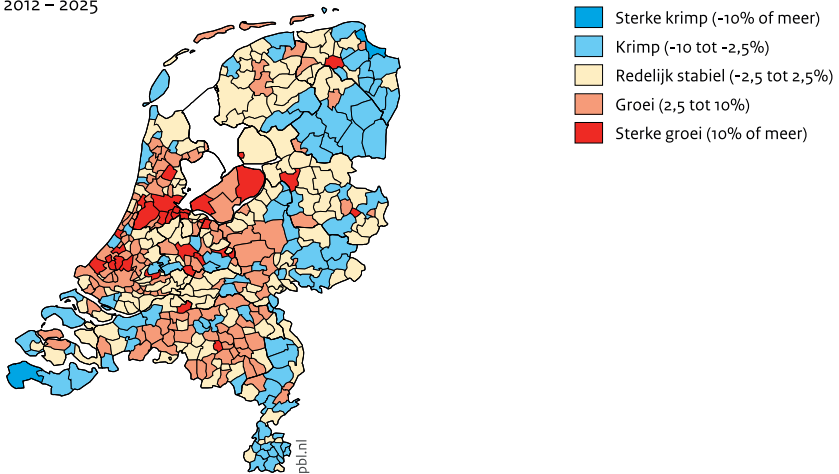 2012 – 2025
Sterke krimp (-10% of meer)
Krimp (-10 tot -2,5%)
Redelijk stabiel (-2,5 tot 2,5%)
Groei (2,5 tot 10%)
Sterke groei (10% of meer)
pbl.nl